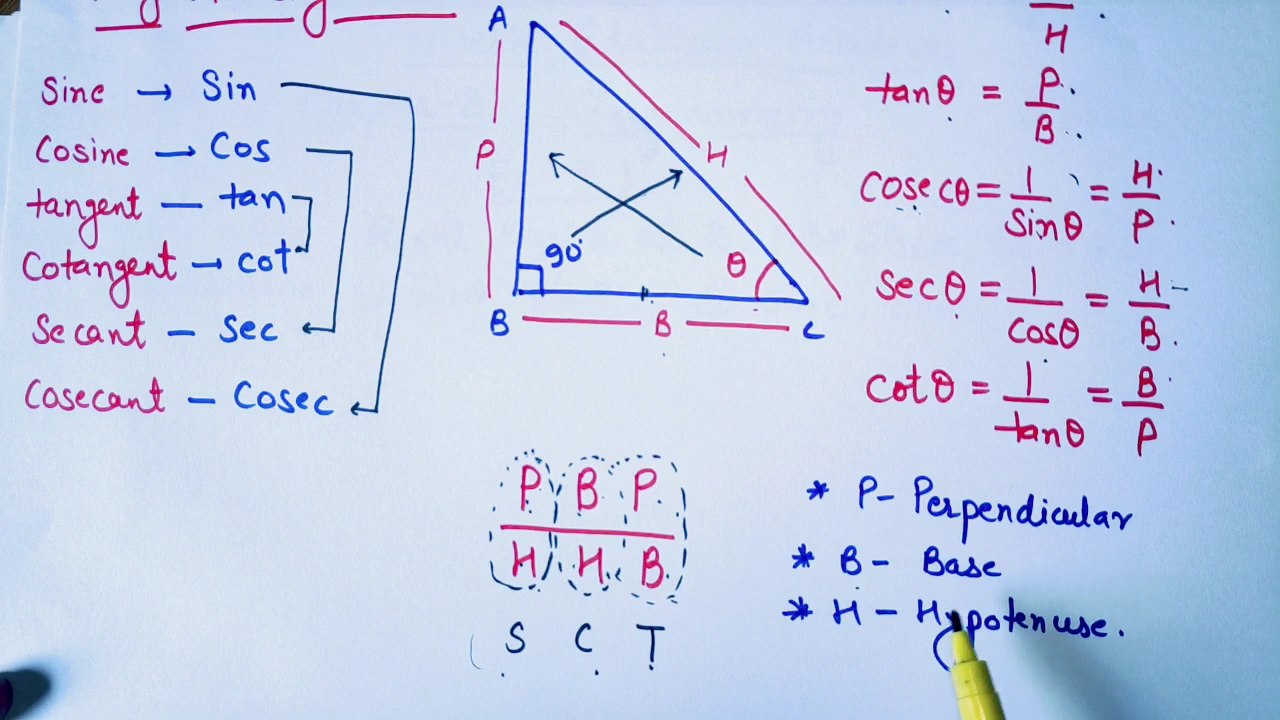 Sine → Sin
Cosine → Cos
tangent — tan
Cotangent → cot
Secant — Sec
Cosecant — Cosec
A
P
H
90°
θ
B
B
C
H
tanθ = P/B
Cosecθ = 1/Sinθ = H/P
Secθ = 1/cosθ = H/B
cotθ = 1/tanθ = B/P
P B P
H H B
S C T
* P- Perpendicular
* B - Base
* H - Hypotenuse.